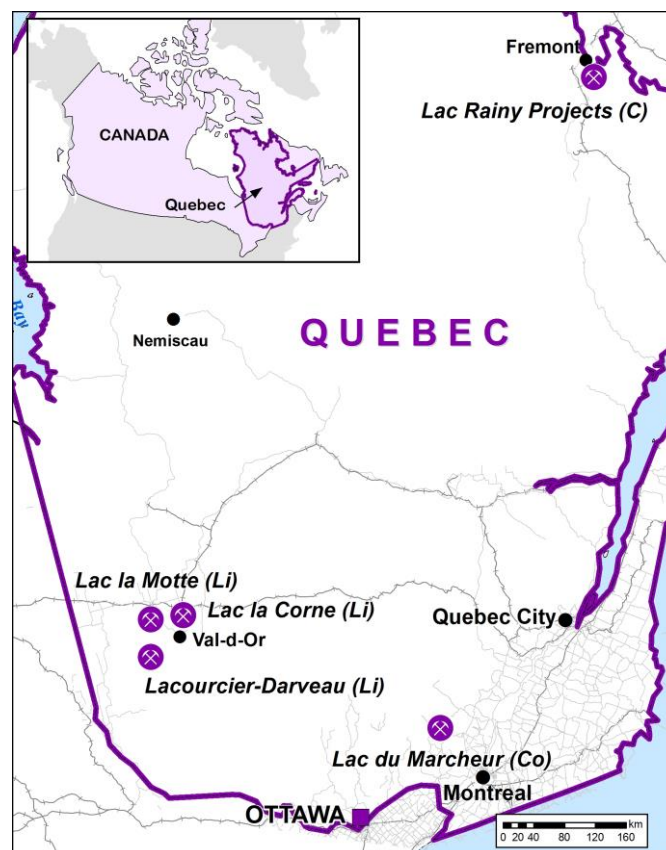 CANADA
Quebec
Fremont
Lac Rainy Projects (C)
Bay
Nemiscau
QUEBEC
Lac la Motte (Li)
Lac la Corne (Li)
Val-d-Or
Lacourcier-Darveau (Li)
Quebec City
Lac du Marcheur (Co)
Montreal
OTTAWA
km
0 20 40 80 120 160